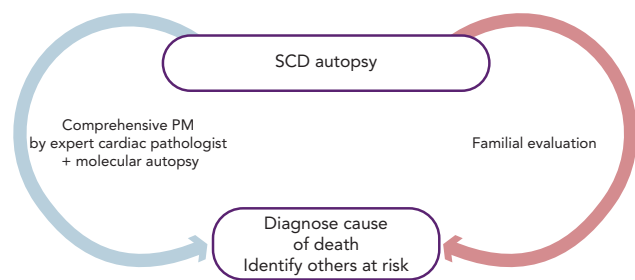 SCD autopsy
Comprehensive PM
by expert cardiac pathologist
+ molecular autopsy
Familial evaluation
Diagnose cause
of death
Identify others at risk